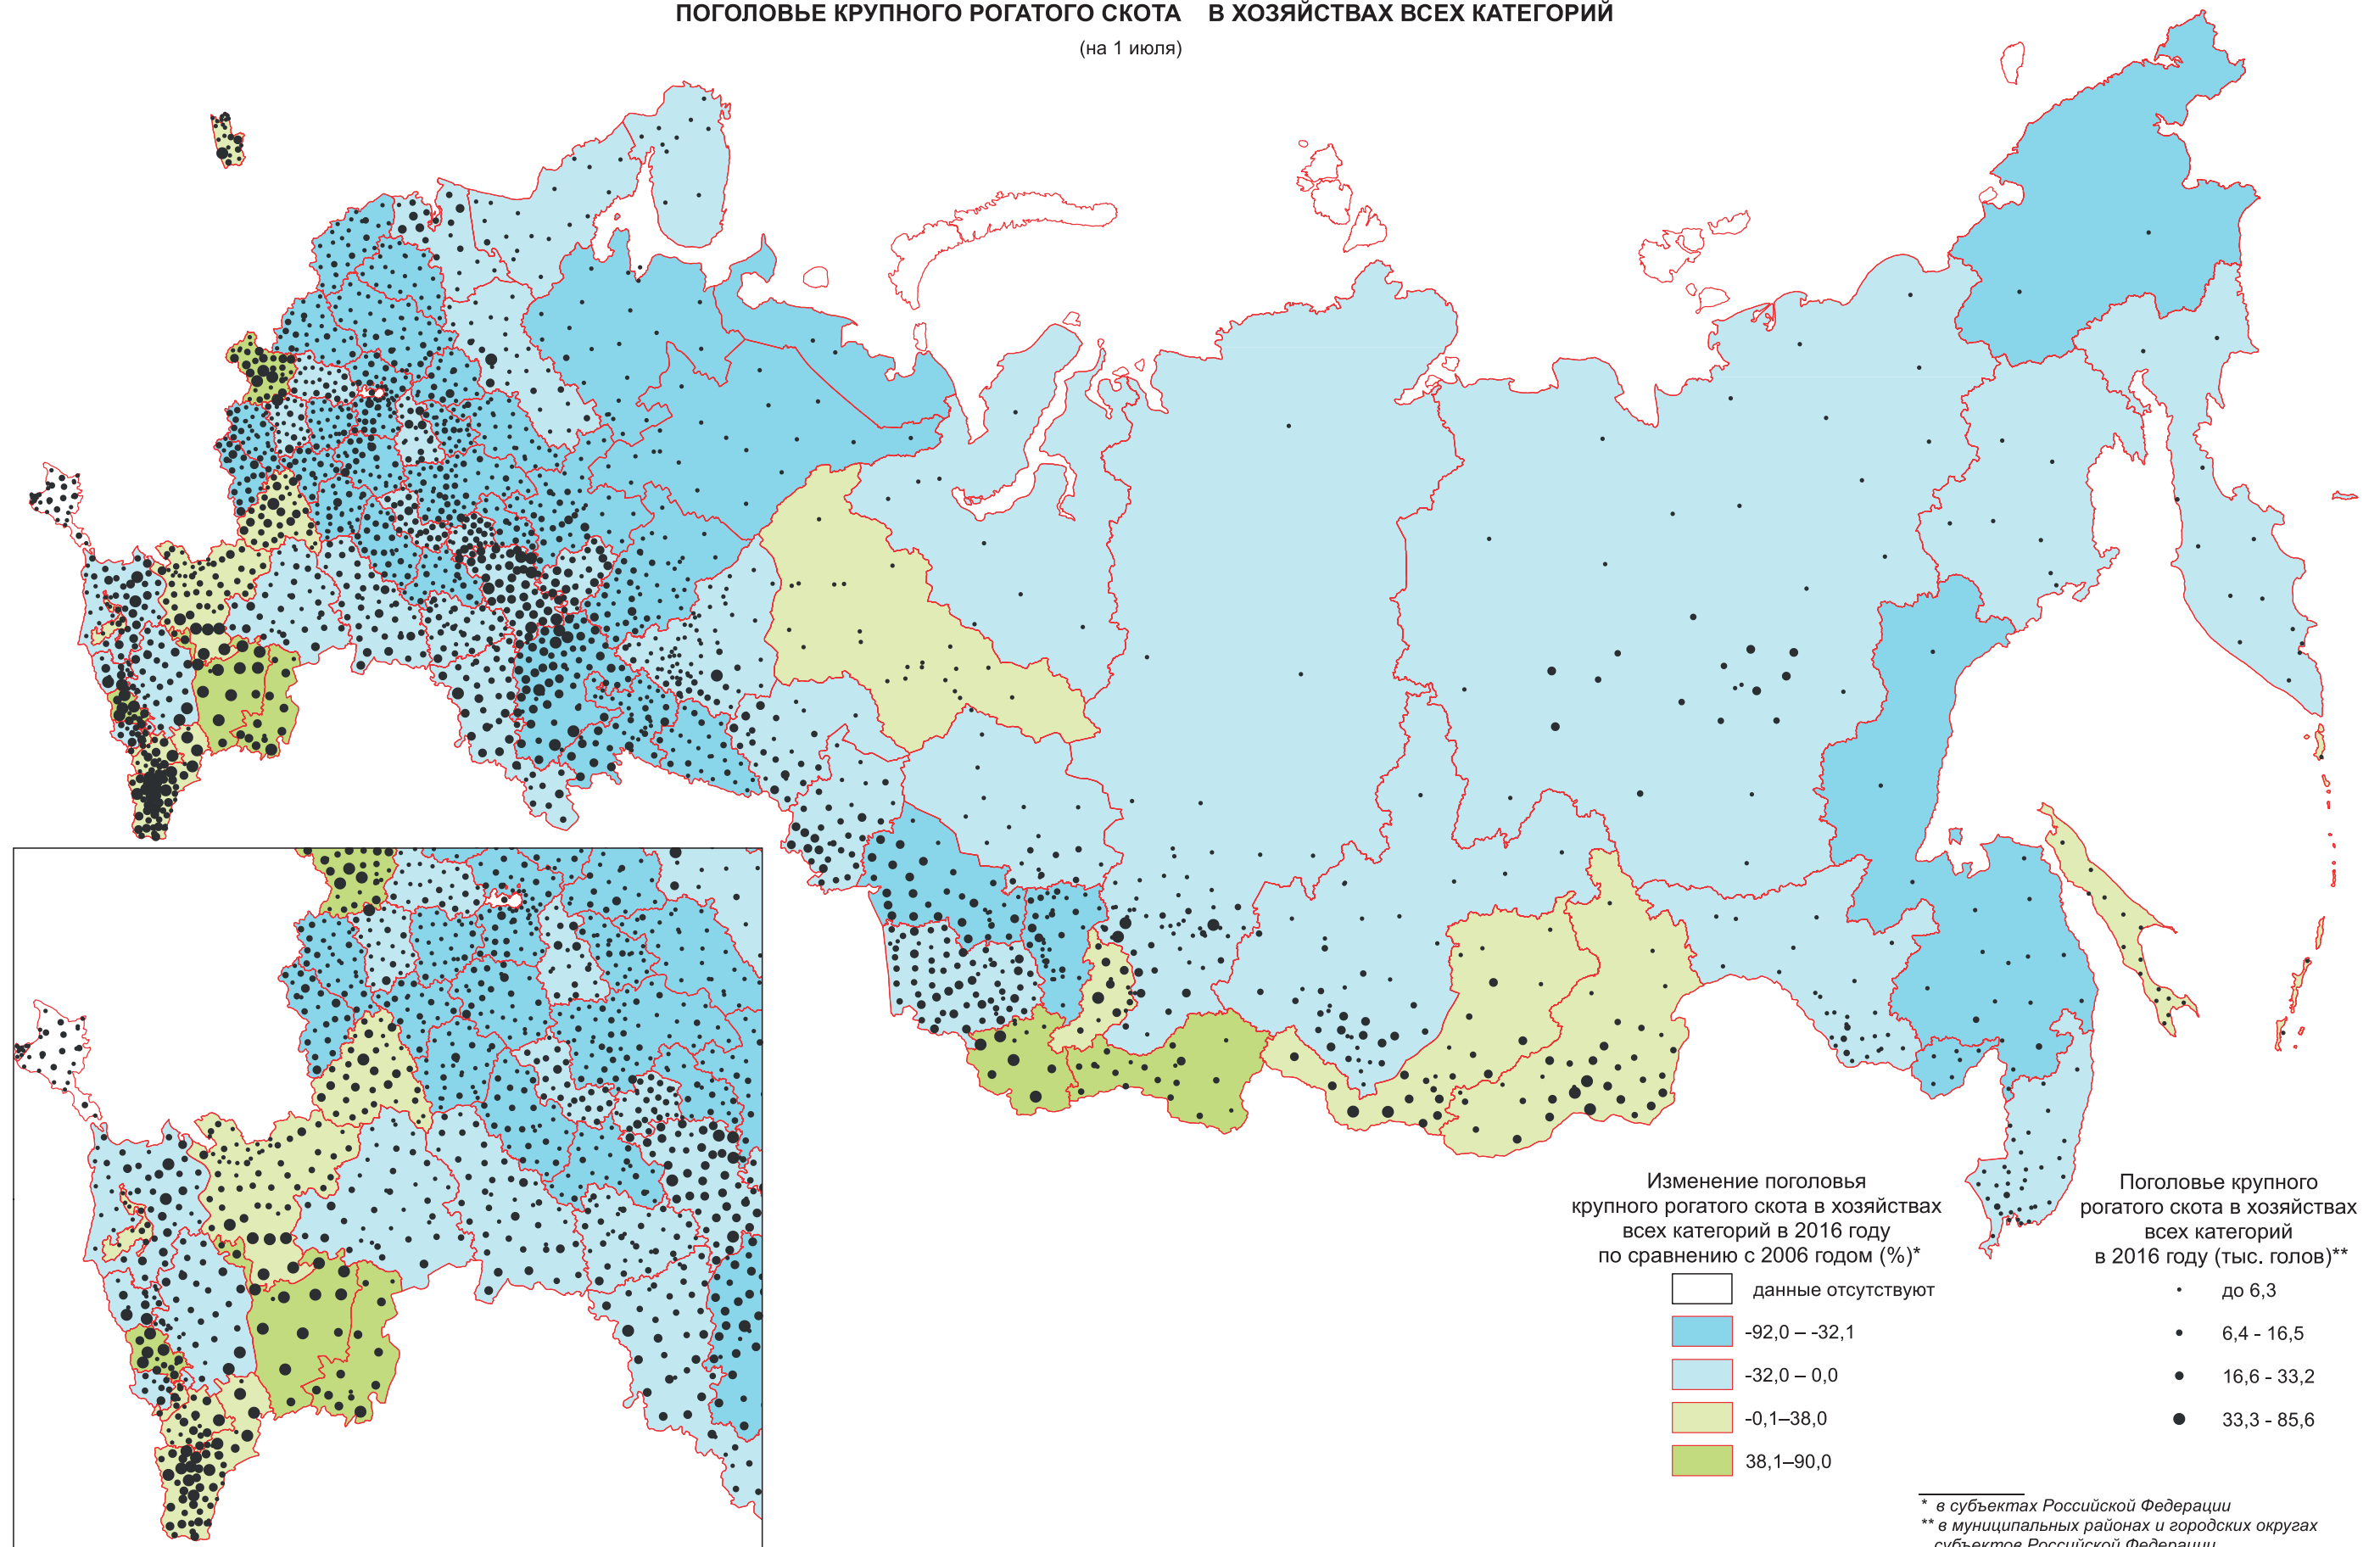 ПОГОЛОВЬЕ КРУПНОГО РОГАТОГО СКОТА В ХОЗЯЙСТВАХ ВСЕХ КАТЕГОРИЙ
(на 1 июля)
Изменение поголовья
крупного рогатого скота в хозяйствах
всех категорий в 2016 году
по сравнению с 2006 годом (%)*
данные отсутствуют
-92,0 – -32,1
-32,0 – 0,0
-0,1–38,0
38,1–90,0
Поголовье крупного
рогатого скота в хозяйствах
всех категорий
в 2016 году (тыс. голов)**
до 6,3
6,4 - 16,5
16,6 - 33,2
33,3 - 85,6
* в субъектах Российской Федерации
** в муниципальных районах и городских округах
субъектов Российской Федерации